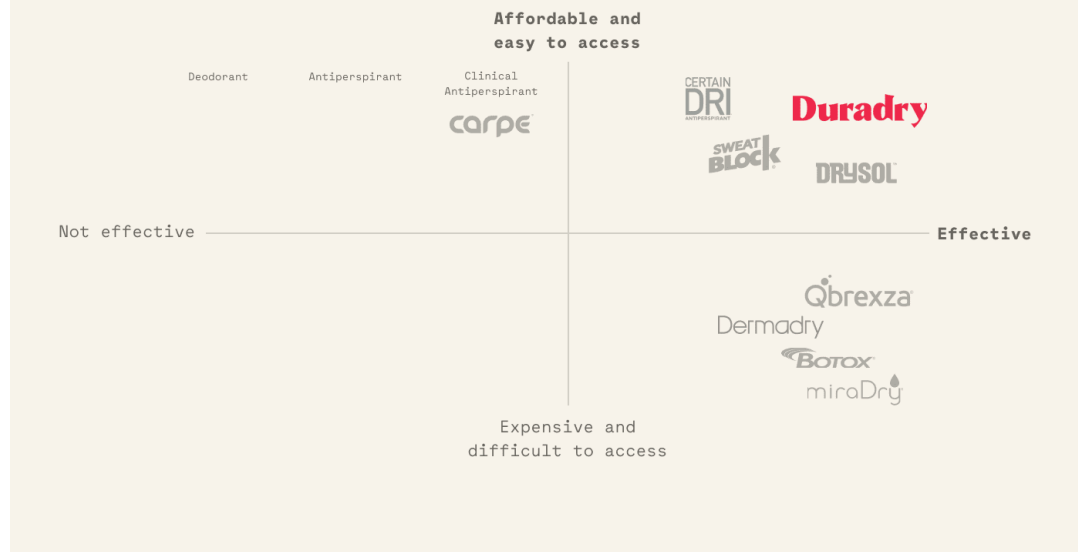 Affordable and
easy to access
Deodorant
Antiperspirant
Clinical
Antiperspirant
carpe
CERTAIN
DRI
ANTIPERSPIRANT
Duradry
SWEAT
BLOCK
DRYSOL
Not effective
Effective
Qbrexza
Dermadry
BOTOX
miraDry
Expensive and
difficult to access